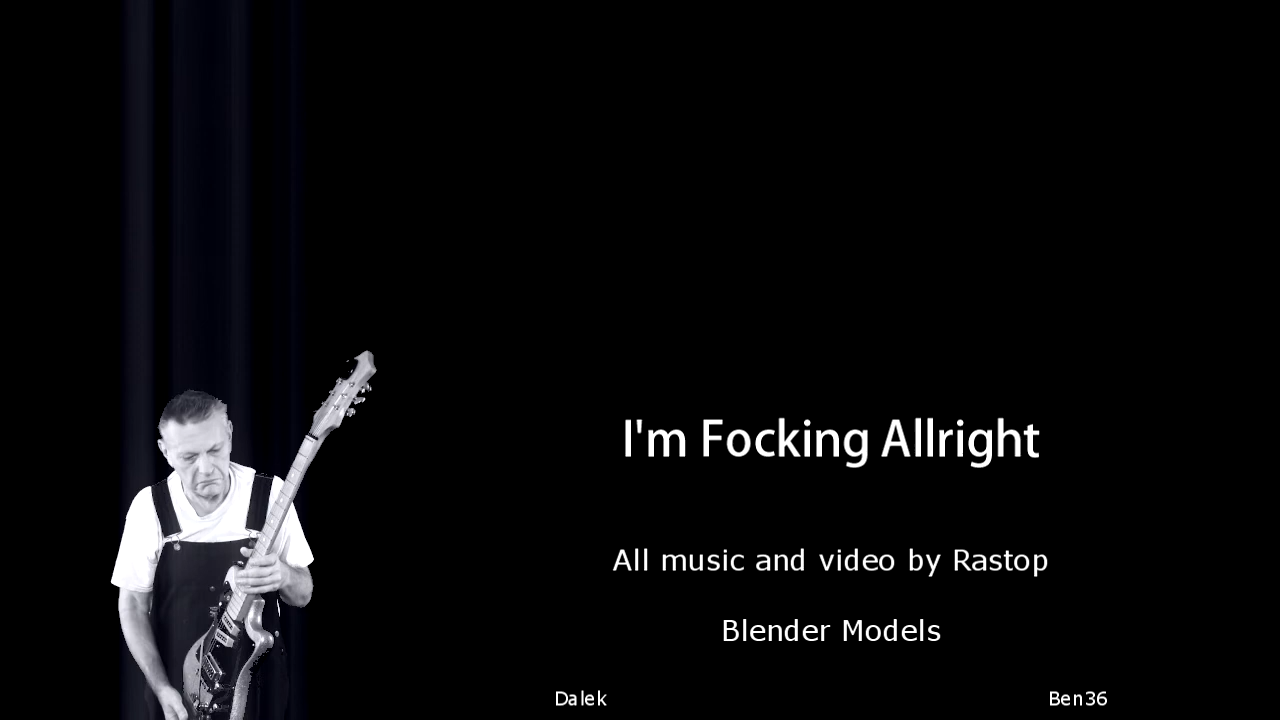 I'm Focking Allright
All music and video by Rastop
Blender Models
Dalek Ben36